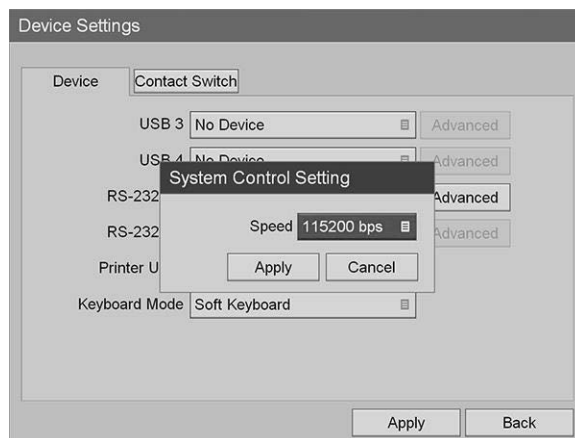 Device Settings
Device Contact Switch
USB 3 No Device Advanced
USB 4 No Device Advanced
System Control Setting
RS-232 Advanced
Speed 115200 bps
RS-232 Advanced
Apply Cancel
Printer U
Keyboard Mode Soft Keyboard
Apply Back